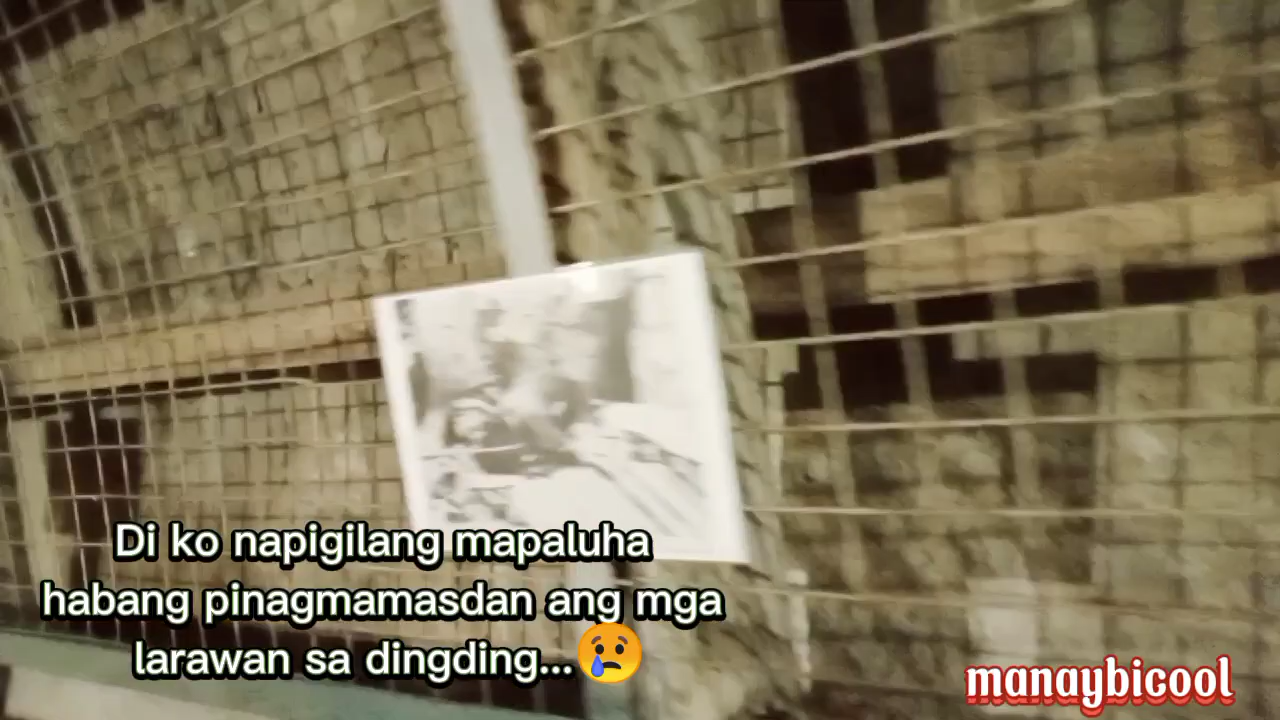 Di ko napigilang mapaluha
habang pinagmamasdan ang mga
larawan sa dingding...😢
manaybicool